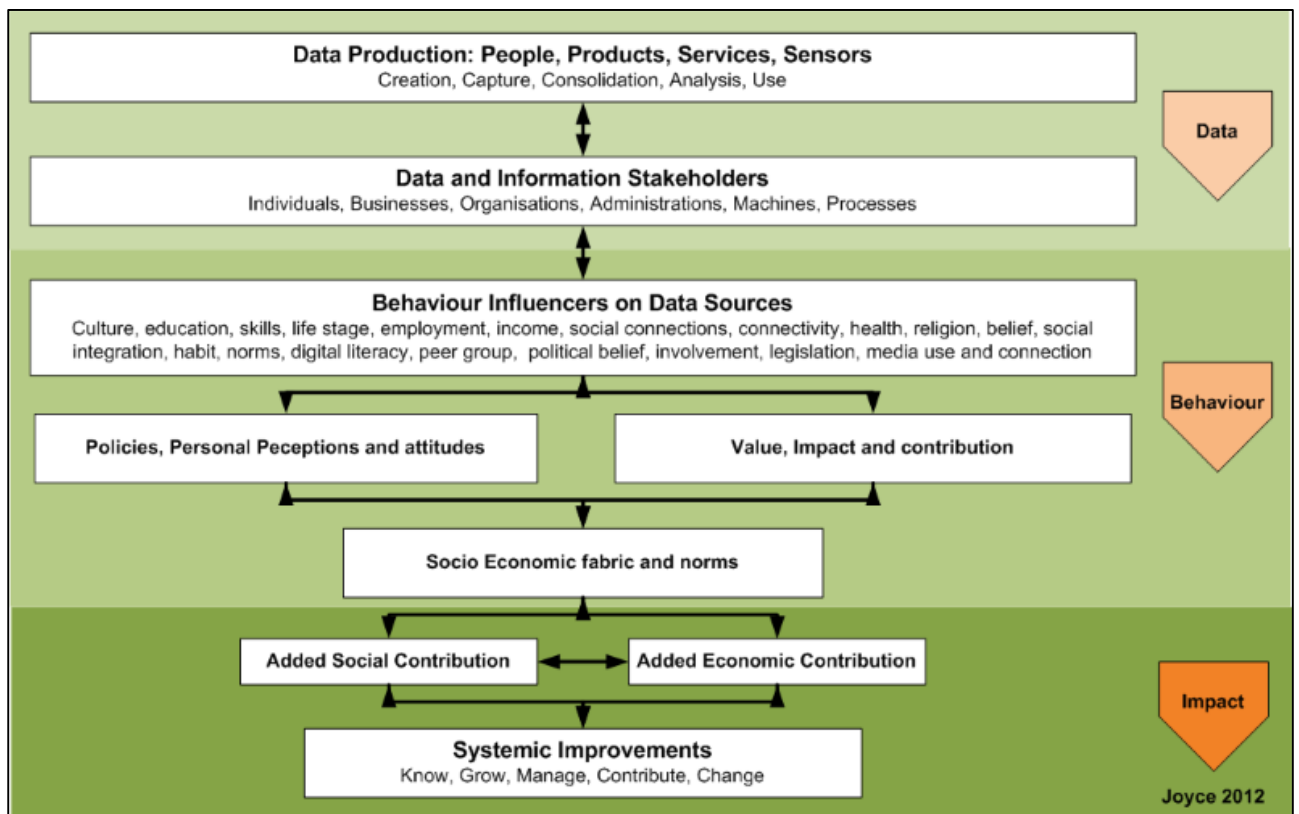 Data Production: People, Products, Services, Sensors
Creation, Capture, Consolidation, Analysis, Use
Data
Data and Information Stakeholders
Individuals, Businesses, Organisations, Administrations, Machines, Processes
Behaviour Influencers on Data Sources
Culture, education, skills, life stage, employment, income, social connections, connectivity, health, religion, belief, social
integration, habit, norms, digital literacy, peer group, political belief, involvement, legislation, media use and connection
Behaviour
Policies, Personal Perceptions and attitudes
Value, Impact and contribution
Socio Economic fabric and norms
Added Social Contribution
Added Economic Contribution
Impact
Systemic Improvements
Know, Grow, Manage, Contribute, Change
Joyce 2012